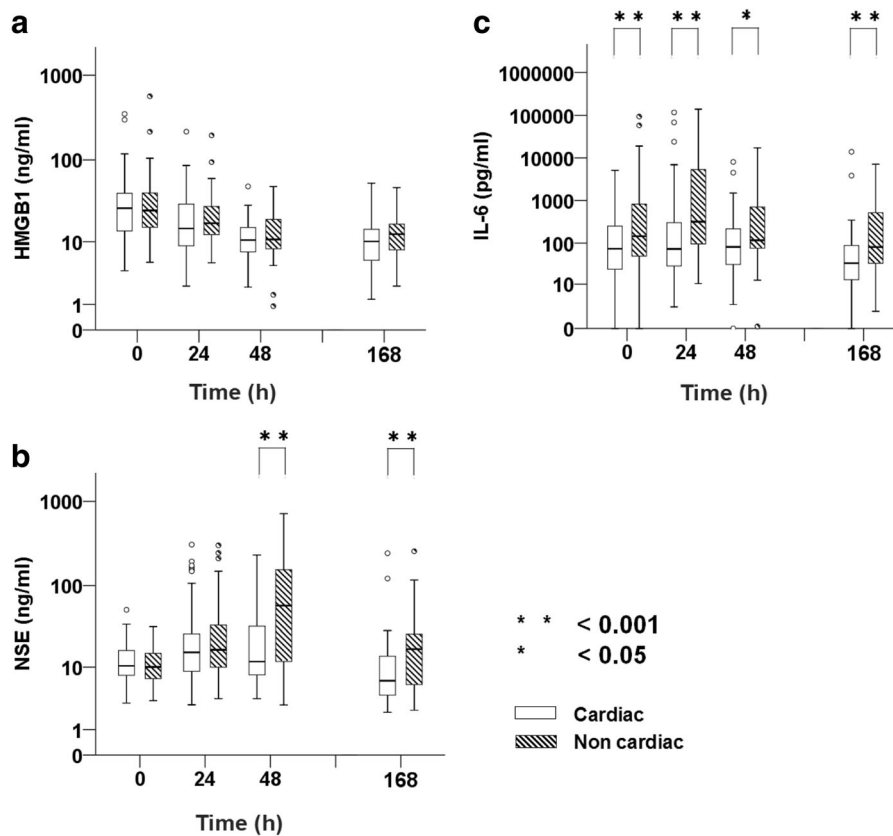 a
1000
100
10
1
0
HMGB1 (ng/ml)
0 24 48 168
Time (h)
c
** ** * **
1000000
100000
10000
1000
100
10
0
IL-6 (pg/ml)
0 24 48 168
Time (h)
b
** **
1000
100
10
1
0
NSE (ng/ml)
0 24 48 168
Time (h)
* * < 0.001
* < 0.05
Cardiac
Non cardiac